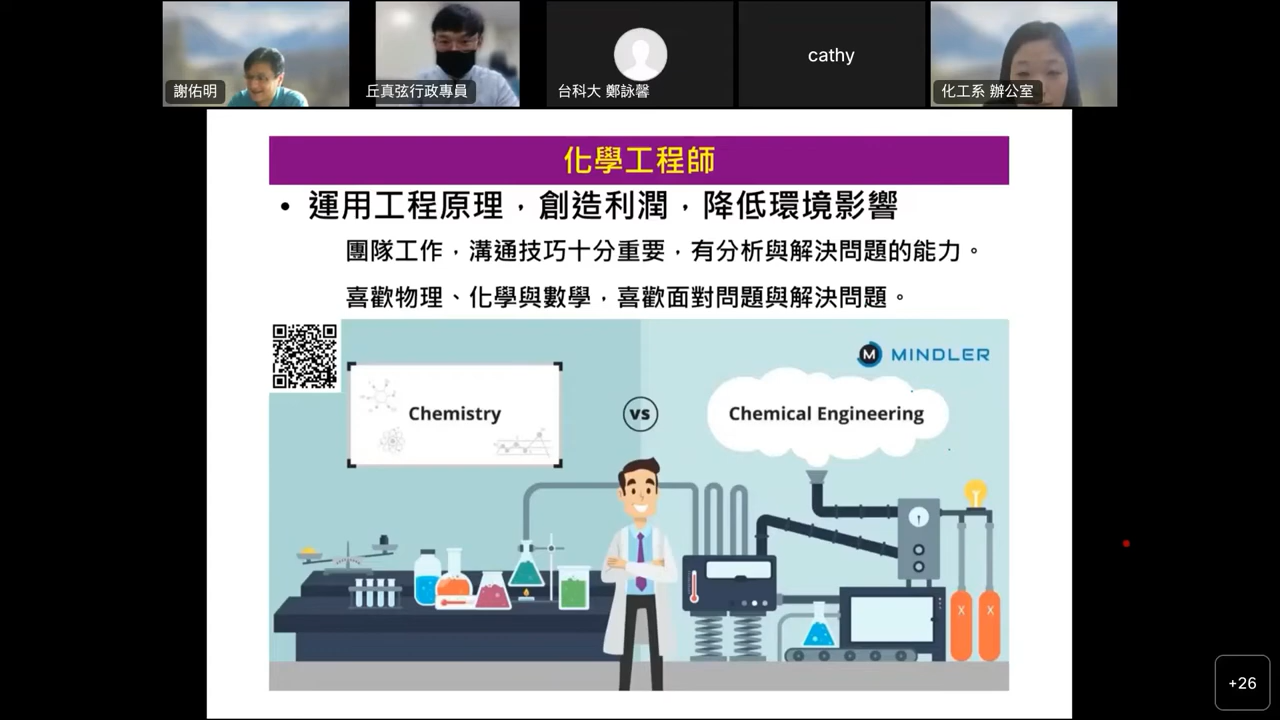 謝佑明
丘真弦行政專員
台科大 鄭詠馨
cathy
化工系 辦公室
化學工程師
• 運用工程原理，創造利潤，降低環境影響
團隊工作，溝通技巧十分重要，有分析與解決問題的能力。
喜歡物理、化學與數學，喜歡面對問題與解決問題。
M MINDLER
Chemistry
vs
Chemical Engineering
X X
+26